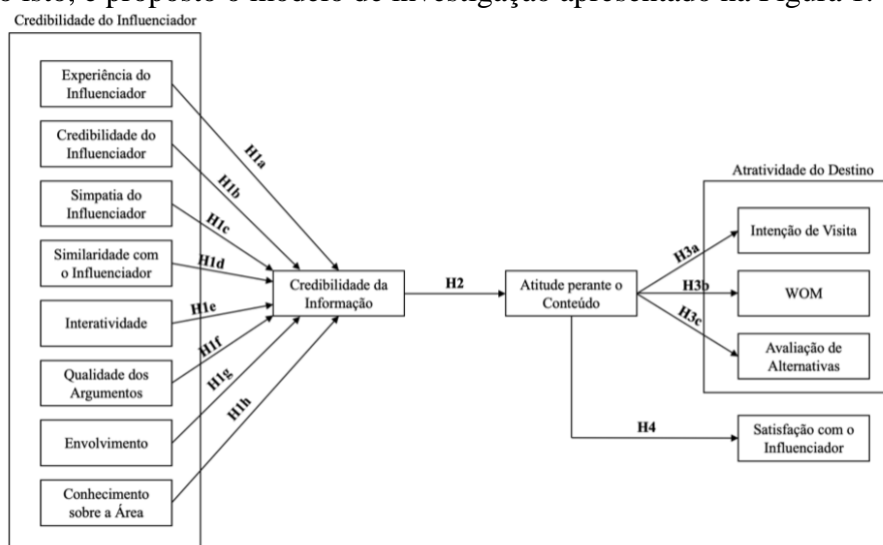 o isto, é proposto o modelo de investigação apresentado na Figura 1.
Credibilidade do Influenciador
Experiência do
Influenciador
Credibilidade do
Influenciador
Simpatia do
Influenciador
Similaridade com
o Influenciador
Interatividade
Qualidade dos
Argumentos
Envolvimento
Conhecimento
sobre a Área
H1a
H1b
H1c
H1d
H1e
H1f
H1g
H1h
Credibilidade da
Informação
H2
Atitude perante o
Conteúdo
H3a
H3b
H3c
H4
Atratividade do Destino
Intenção de Visita
WOM
Avaliação de
Alternativas
Satisfação com o
Influenciador